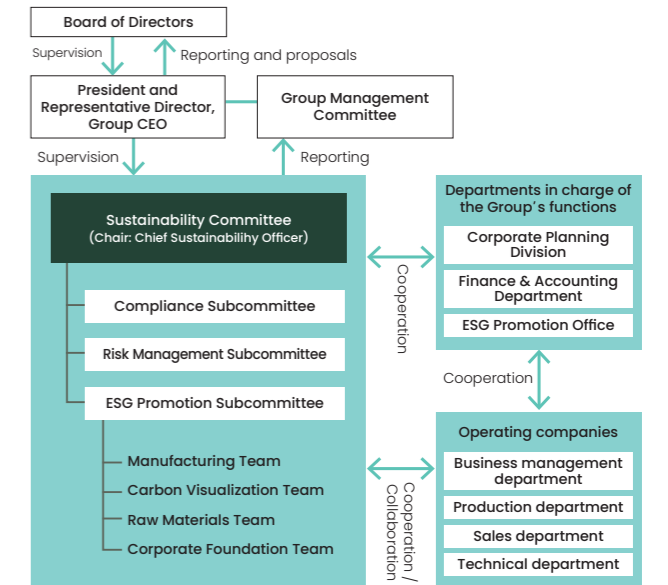 Board of Directors
Supervision
Reporting and proposals
President and
Representative Director,
Group CEO
Group Management
Committee
Supervision
Reporting
Sustainability Committee
(Chair: Chief Sustainability Officer)
Compliance Subcommittee
Risk Management Subcommittee
ESG Promotion Subcommittee
Manufacturing Team
Carbon Visualization Team
Raw Materials Team
Corporate Foundation Team
Cooperation
Departments in charge of
the Group's functions
Corporate Planning
Division
Finance & Accounting
Department
ESG Promotion Office
Cooperation
Cooperation /
Collaboration
Operating companies
Business management
department
Production department
Sales department
Technical department